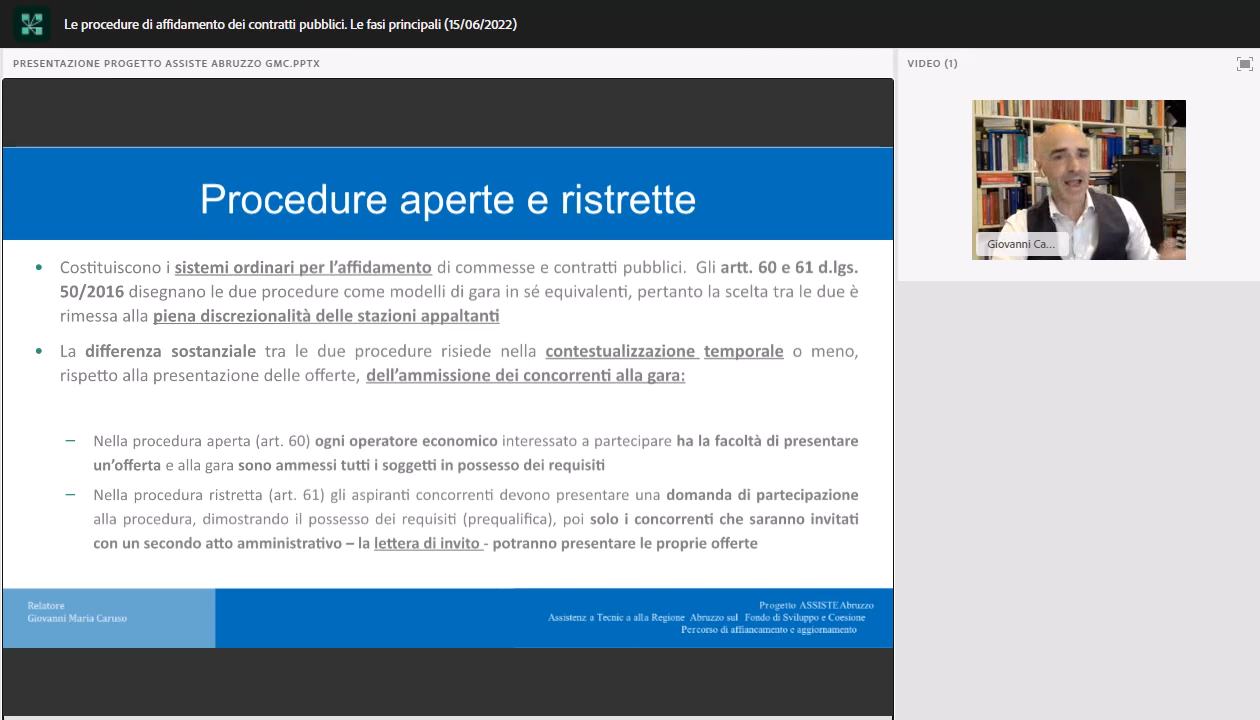 Le procedure di affidamento dei contratti pubblici. Le fasi principali (15/06/2022)
PRESENTAZIONE PROGETTO ASSISTE ABRUZZO GMC.PPTX
VIDEO (1)
Procedure aperte e ristrette
• Costituiscono i sistemi ordinari per l'affidamento di commesse e contratti pubblici. Gli artt. 60 e 61 d.lgs.
50/2016 disegnano le due procedure come modelli di gara in sé equivalenti, pertanto la scelta tra le due è
rimessa alla piena discrezionalità delle stazioni appaltanti
• La differenza sostanziale tra le due procedure risiede nella contestualizzazione temporale o meno,
rispetto alla presentazione delle offerte, dell'ammissione dei concorrenti alla gara:
– Nella procedura aperta (art. 60) ogni operatore economico interessato a partecipare ha la facoltà di presentare
un'offerta e alla gara sono ammessi tutti i soggetti in possesso dei requisiti
– Nella procedura ristretta (art. 61) gli aspiranti concorrenti devono presentare una domanda di partecipazione
alla procedura, dimostrando il possesso dei requisiti (prequalifica), poi solo i concorrenti che saranno invitati
con un secondo atto amministrativo – la lettera di invito - potranno presentare le proprie offerte
Relatore
Giovanni Maria Caruso
Progetto ASSISTE Abruzzo
Assistenz a Tecnic a alla Regione Abruzzo sul Fondo di Sviluppo e Coesione
Percorso di affiancamento e aggiornamento
Giovanni Ca...